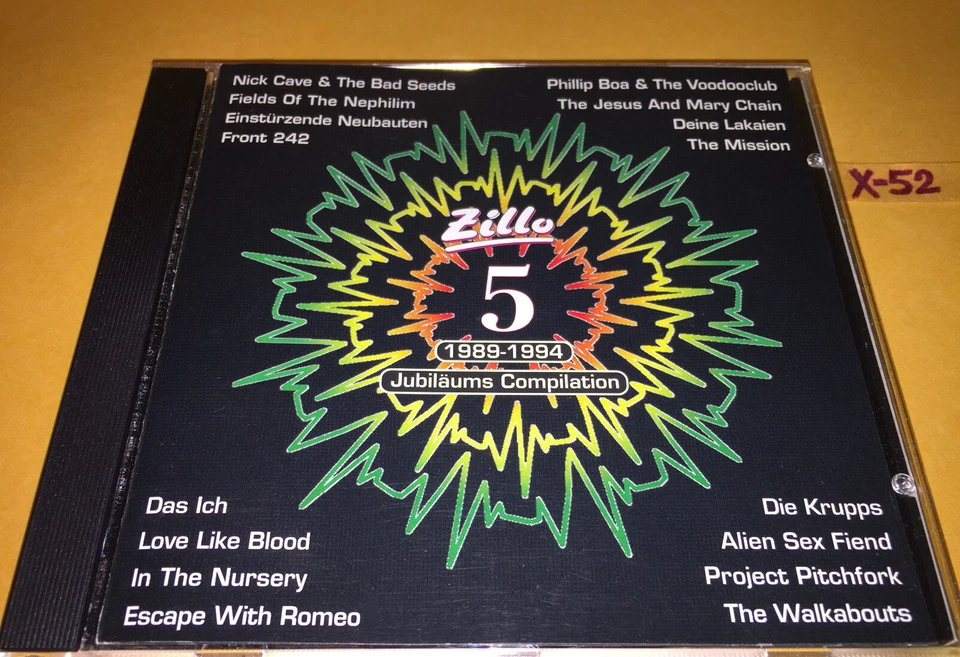 Nick Cave & The Bad Seeds
Fields Of The Nephilim
Einstürzende Neubauten
Front 242
Phillip Boa & The Voodooclub
The Jesus And Mary Chain
Deine Lakaien
The Mission
X-52
Zillo
5
1989-1994
Jubiläums Compilation
Das Ich
Love Like Blood
In The Nursery
Escape With Romeo
Die Krupps
Alien Sex Fiend
Project Pitchfork
The Walkabouts